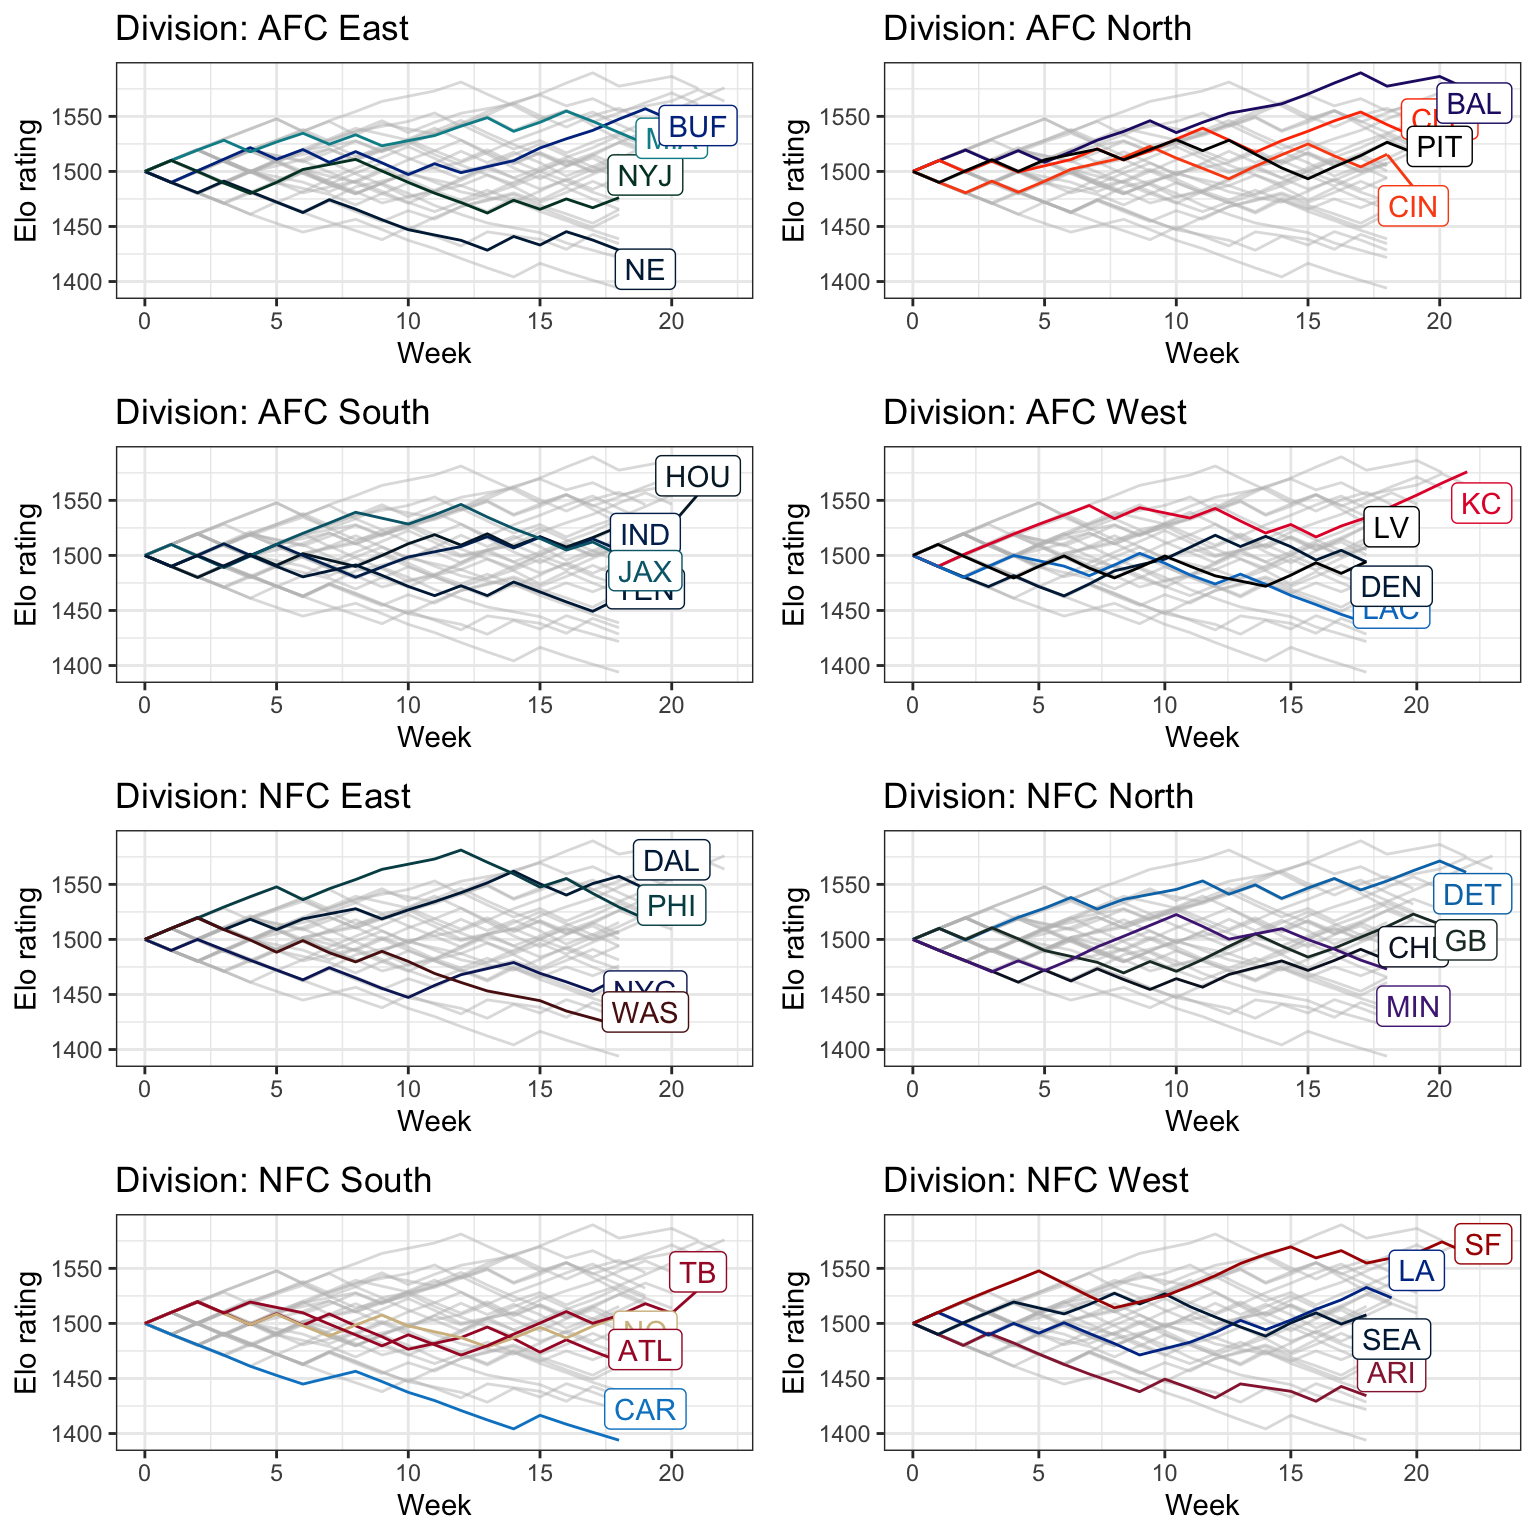 Division: AFC East
Elo rating
1550
1500
1450
1400
BUF
NYJ
NE
0 5 10 15 20
Week
Division: AFC North
Elo rating
1550
1500
1450
1400
BAL
PIT
CIN
0 5 10 15 20
Week
Division: AFC South
Elo rating
1550
1500
1450
1400
HOU
IND
JAX
TEN
0 5 10 15 20
Week
Division: AFC West
Elo rating
1550
1500
1450
1400
KC
LV
DEN
LAC
0 5 10 15 20
Week
Division: NFC East
Elo rating
1550
1500
1450
1400
DAL
PHI
WAS
0 5 10 15 20
Week
Division: NFC North
Elo rating
1550
1500
1450
1400
DET
CHI
GB
MIN
0 5 10 15 20
Week
Division: NFC South
Elo rating
1550
1500
1450
1400
TB
NO
ATL
CAR
0 5 10 15 20
Week
Division: NFC West
Elo rating
1550
1500
1450
1400
SF
LA
SEA
ARI
0 5 10 15 20
Week